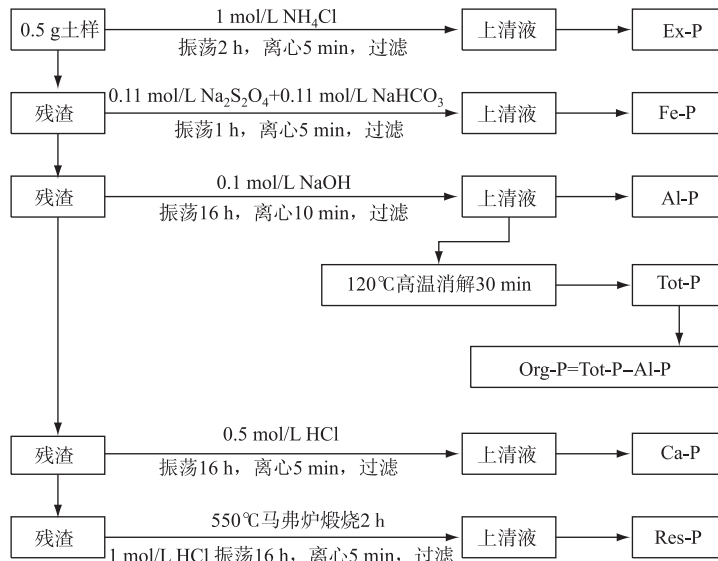 1 mol/L NH₄Cl
0.5 g土样
上清液
Ex-P
振荡2 h，离心5 min，过滤
0.11 mol/L Na₂S₂O₄+0.11 mol/L NaHCO₃
残渣
上清液
Fe-P
振荡1 h，离心5 min，过滤
0.1 mol/L NaOH
残渣
上清液
Al-P
振荡16 h，离心10 min，过滤
120℃高温消解30 min
Tot-P
Org-P=Tot-P−Al-P
0.5 mol/L HCl
残渣
上清液
Ca-P
振荡16 h，离心5 min，过滤
550℃马弗炉煅烧2 h
残渣
上清液
Res-P
1 mol/L HCl 振荡16 h，离心5 min，过滤